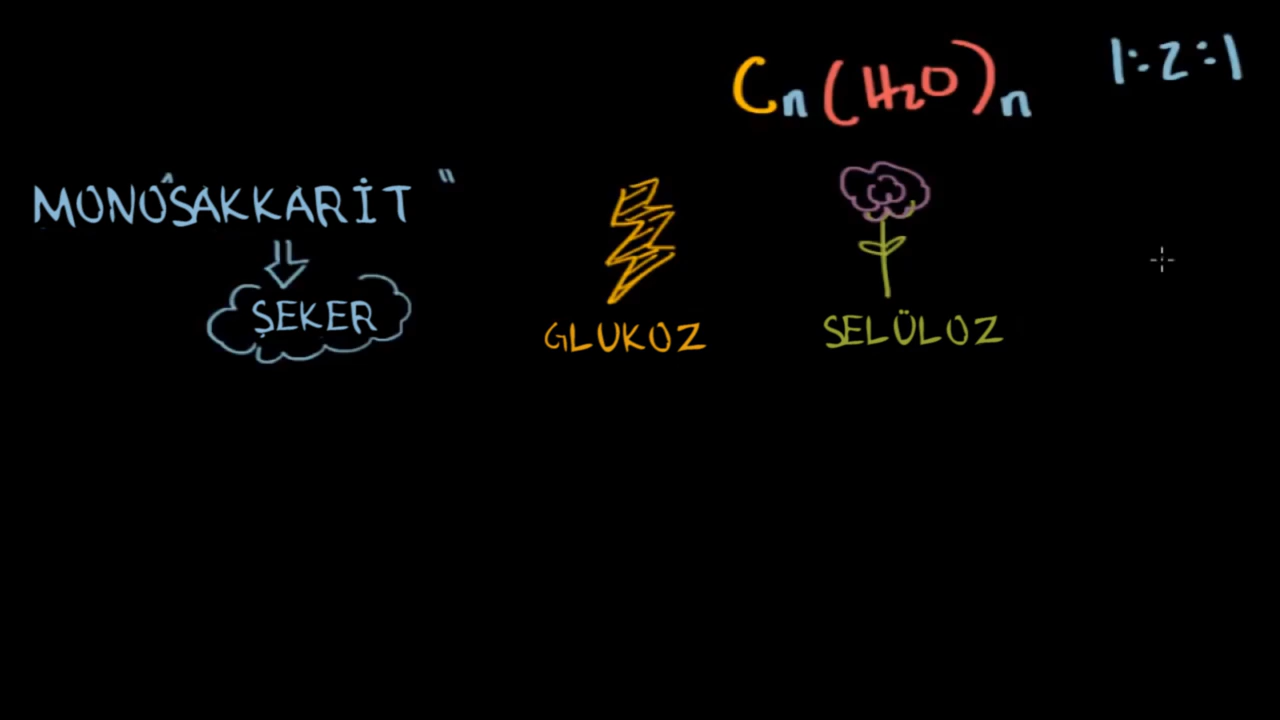 Cn(H2O)n 1:2:1
MONOSAKKARİT "
ŞEKER
GLUKOZ
SELÜLOZ